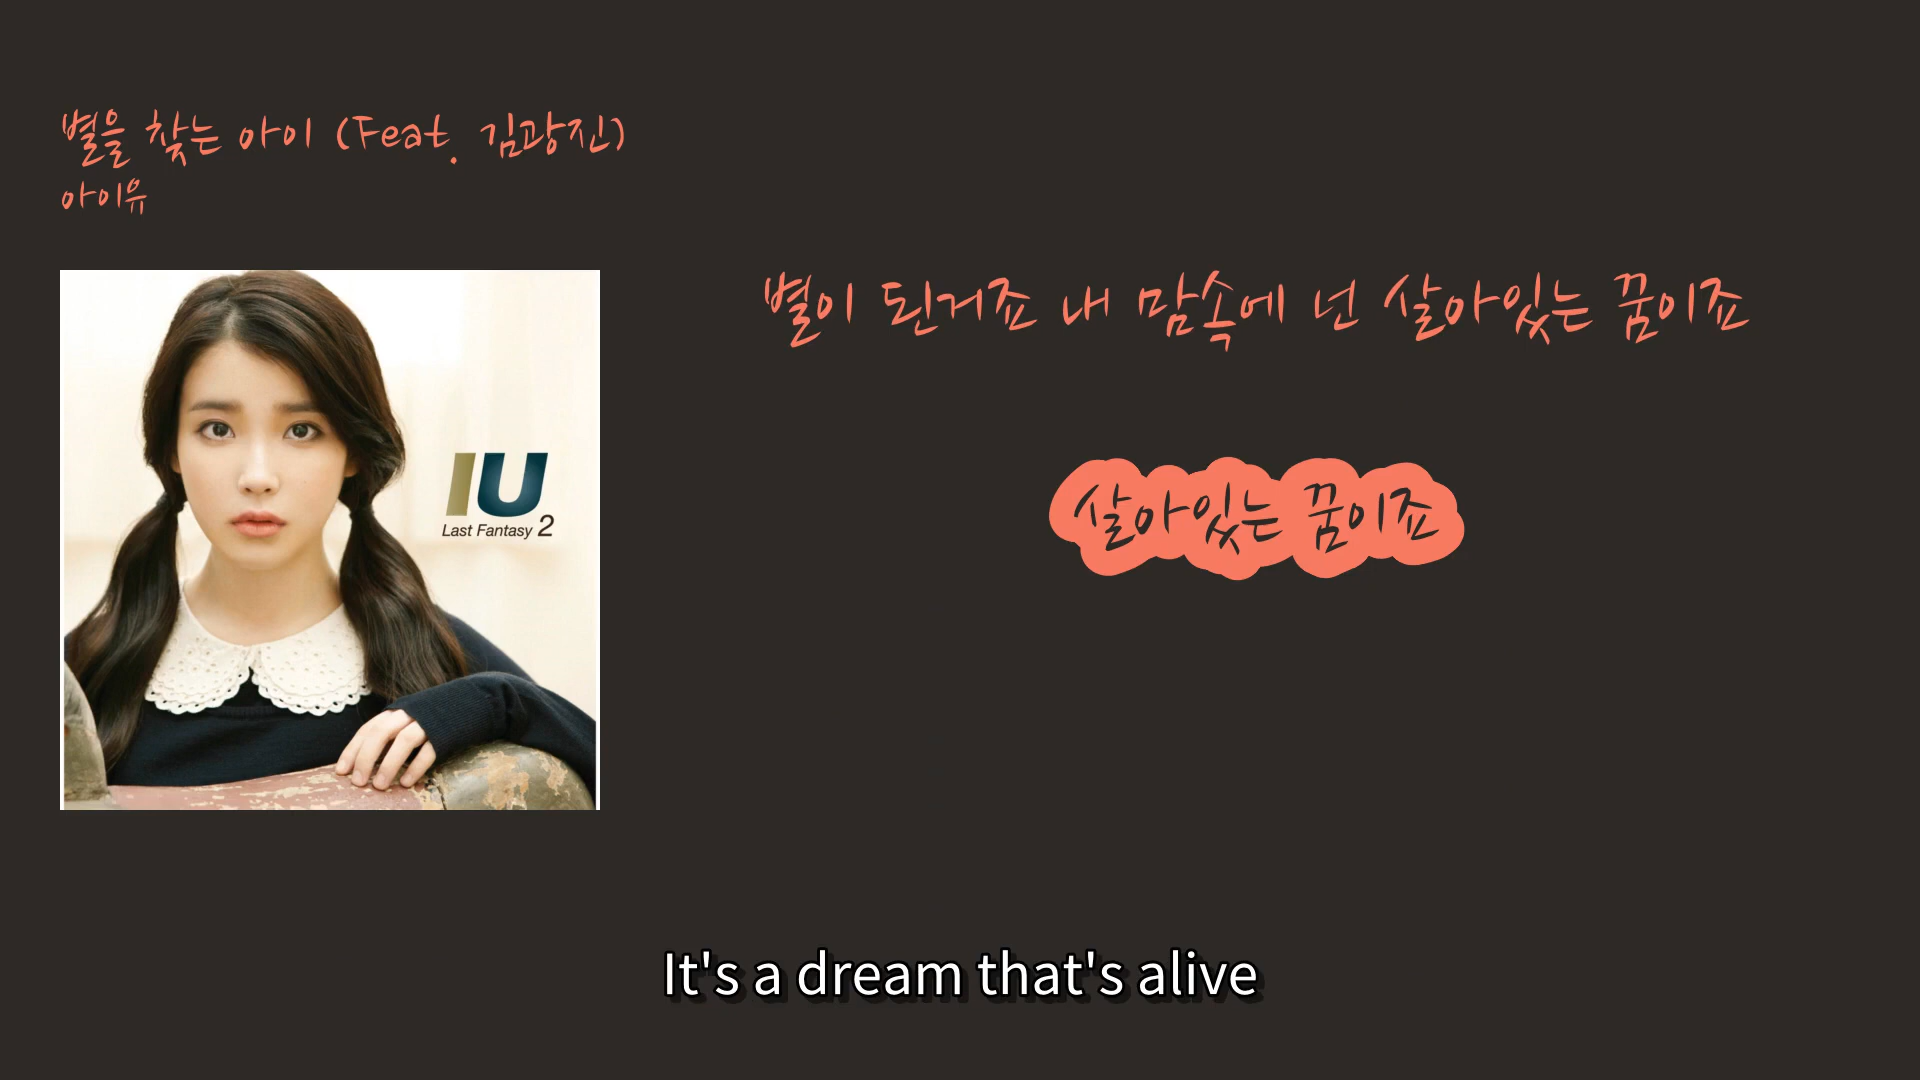 별을 찾는 아이 (Feat. 김광진)
아이유
IU
Last Fantasy 2
별이 된거죠 내 맘속에 넌 살아있는 꿈이죠
살아있는 꿈이죠
It's a dream that's alive